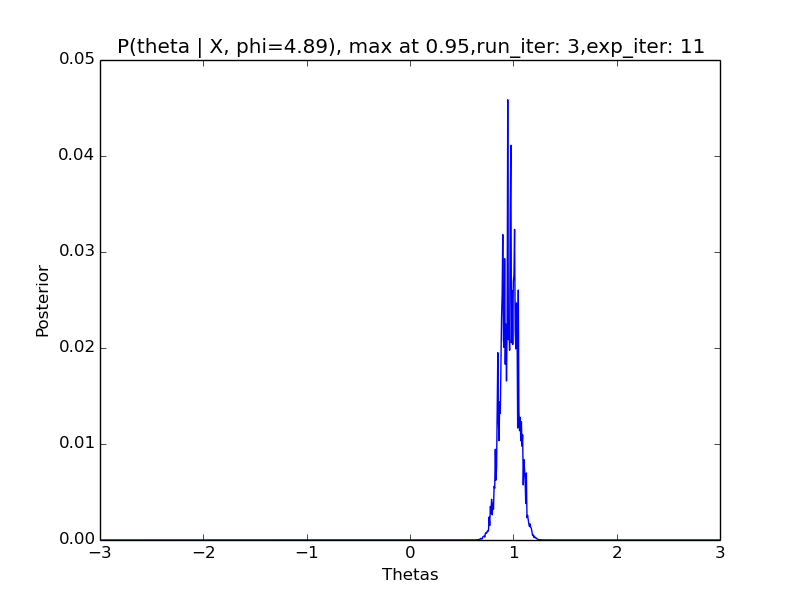 P(theta | X, phi=4.89), max at 0.95,run_iter: 3,exp_iter: 11
0.05
0.04
0.03
0.02
0.01
0.00
Posterior
−3 −2 −1 0 1 2 3
Thetas